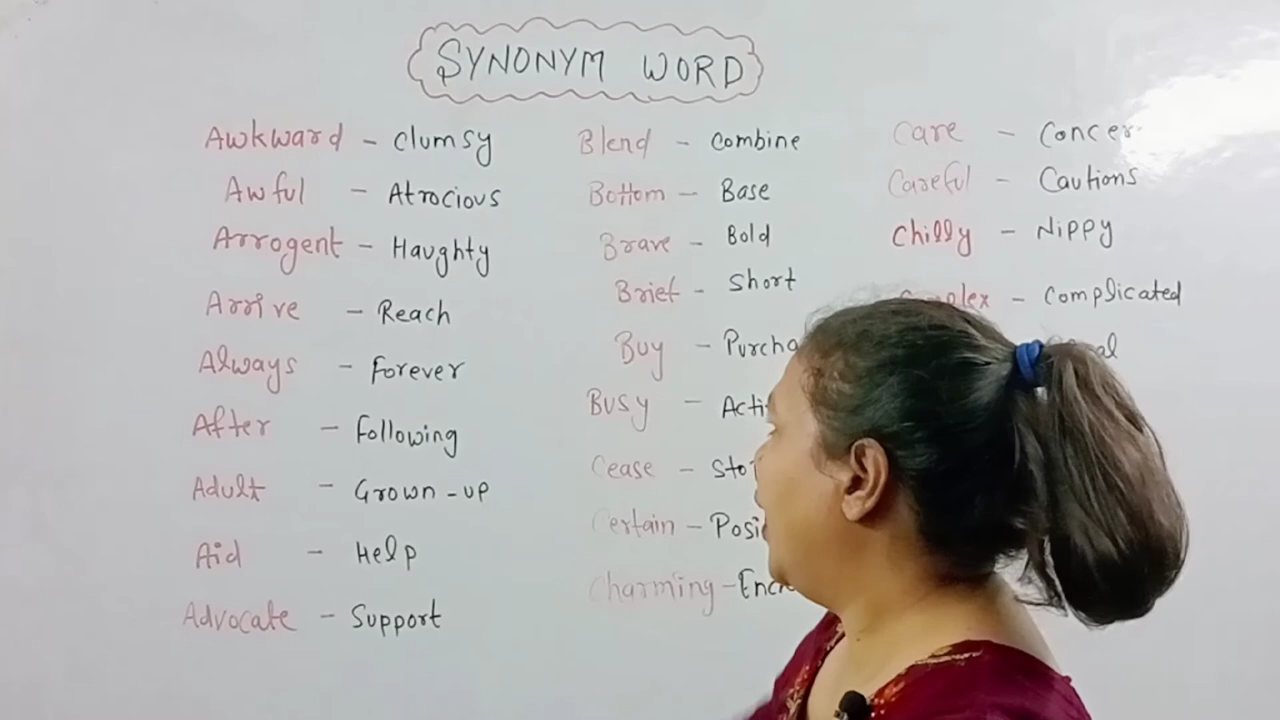 SYNONYM WORD
Awkward - Clumsy
Awful - Atrocious
Arrogent - Haughty
Arrive - Reach
Always - Forever
After - Following
Adult - Grown-up
Aid - Help
Advocate - Support
Blend - Combine
Bottom - Base
Brave - Bold
Brief - Short
Buy -
Busy -
Cease -
Certain -
Charming -
Care -
Careful - Cautions
Chilly - Nippy
- Complicated